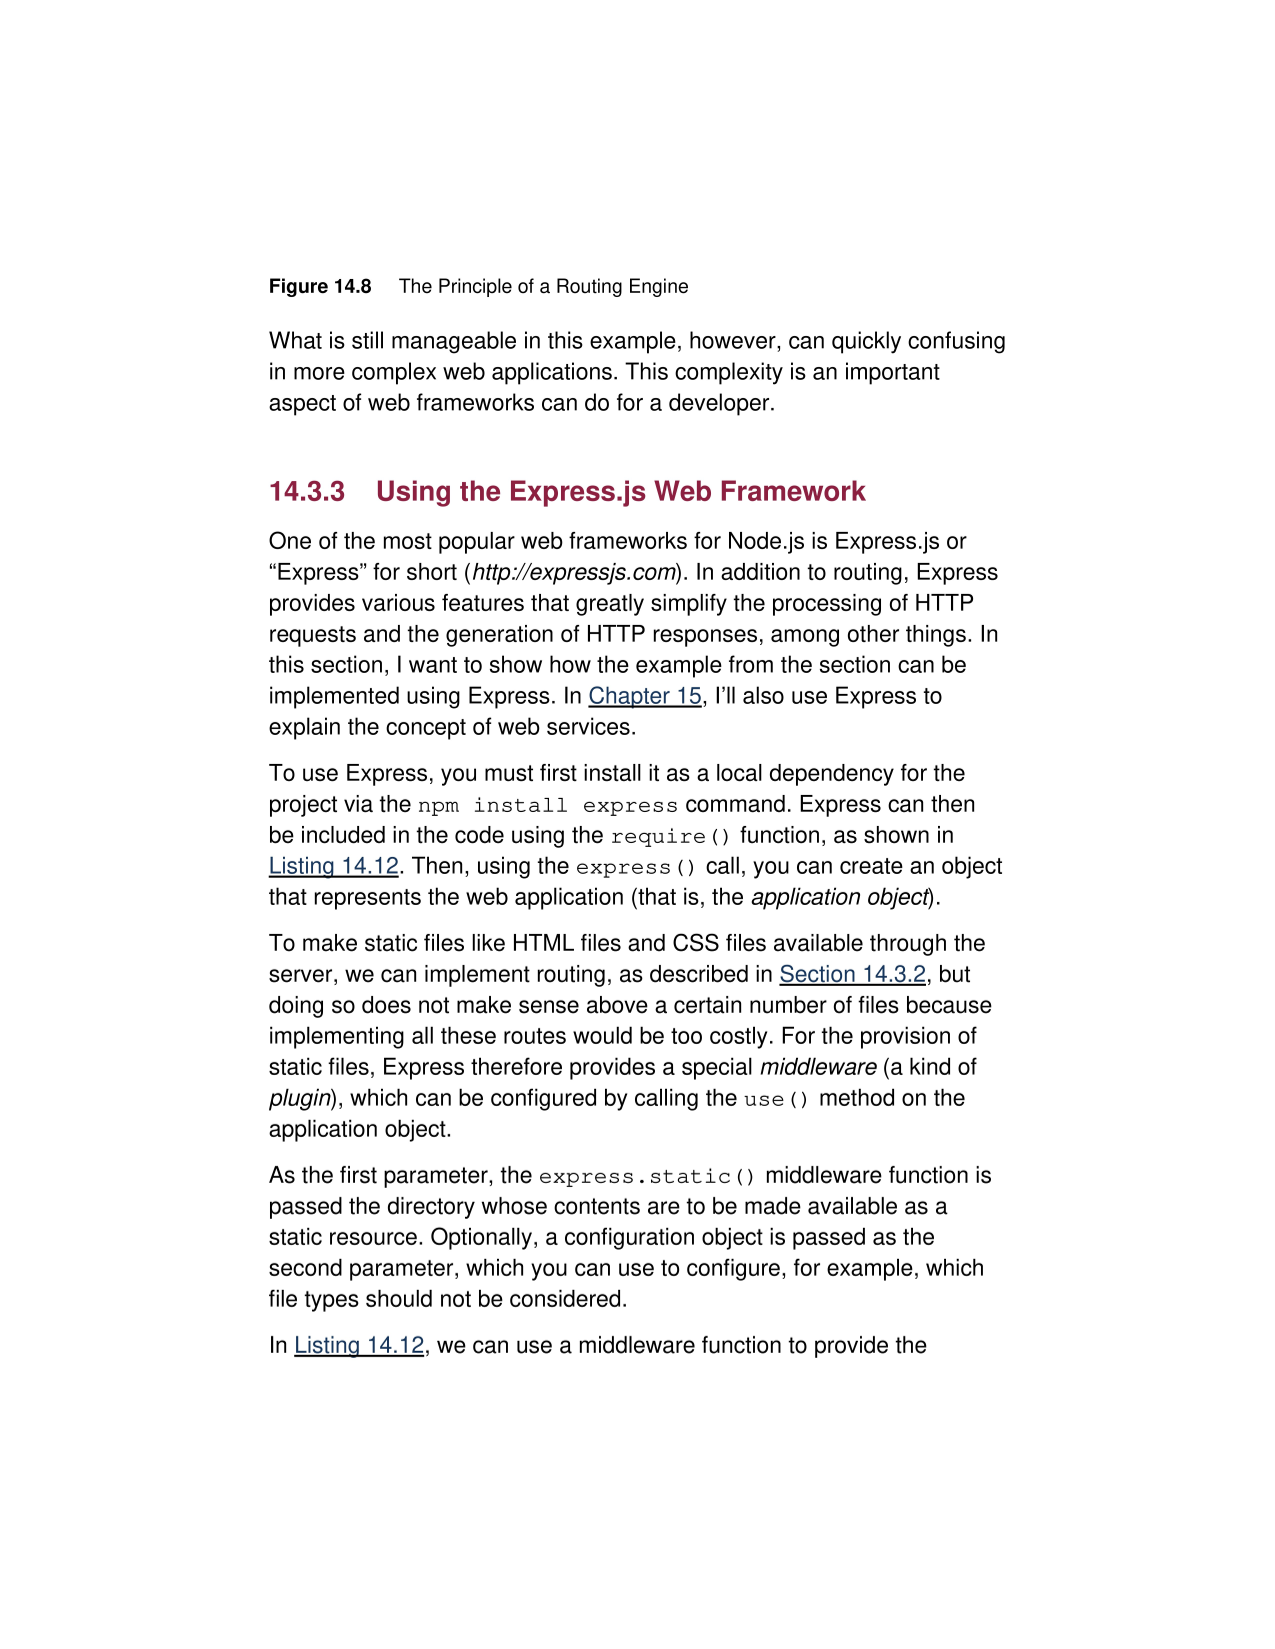 Figure 14.8 The Principle of a Routing Engine
What is still manageable in this example, however, can quickly confusing
in more complex web applications. This complexity is an important
aspect of web frameworks can do for a developer.
14.3.3 Using the Express.js Web Framework
One of the most popular web frameworks for Node.js is Express.js or
“Express” for short (http://expressjs.com). In addition to routing, Express
provides various features that greatly simplify the processing of HTTP
requests and the generation of HTTP responses, among other things. In
this section, I want to show how the example from the section can be
implemented using Express. In Chapter 15, I’ll also use Express to
explain the concept of web services.
To use Express, you must first install it as a local dependency for the
project via the npm install express command. Express can then
be included in the code using the require() function, as shown in
Listing 14.12. Then, using the express() call, you can create an object
that represents the web application (that is, the application object).
To make static files like HTML files and CSS files available through the
server, we can implement routing, as described in Section 14.3.2, but
doing so does not make sense above a certain number of files because
implementing all these routes would be too costly. For the provision of
static files, Express therefore provides a special middleware (a kind of
plugin), which can be configured by calling the use() method on the
application object.
As the first parameter, the express.static() middleware function is
passed the directory whose contents are to be made available as a
static resource. Optionally, a configuration object is passed as the
second parameter, which you can use to configure, for example, which
file types should not be considered.
In Listing 14.12, we can use a middleware function to provide the